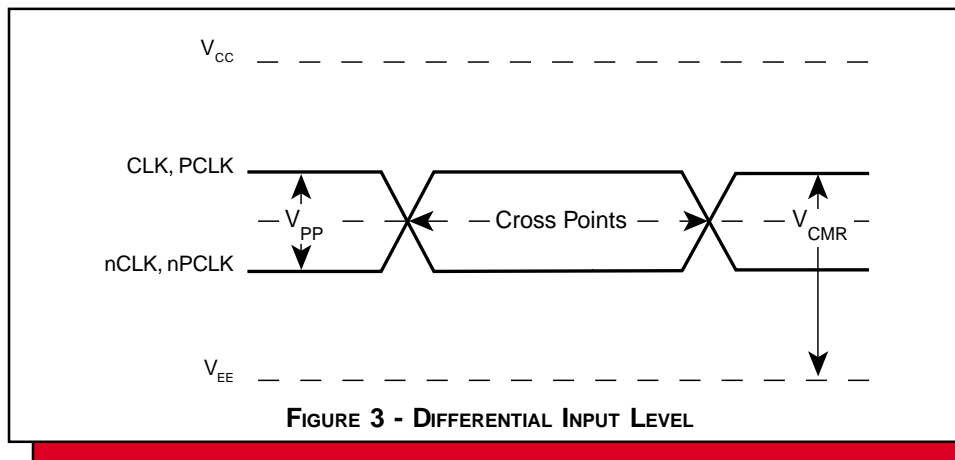 VCC
CLK, PCLK
VPP
Cross Points
VCMR
nCLK, nPCLK
VEE
FIGURE 3 - DIFFERENTIAL INPUT LEVEL